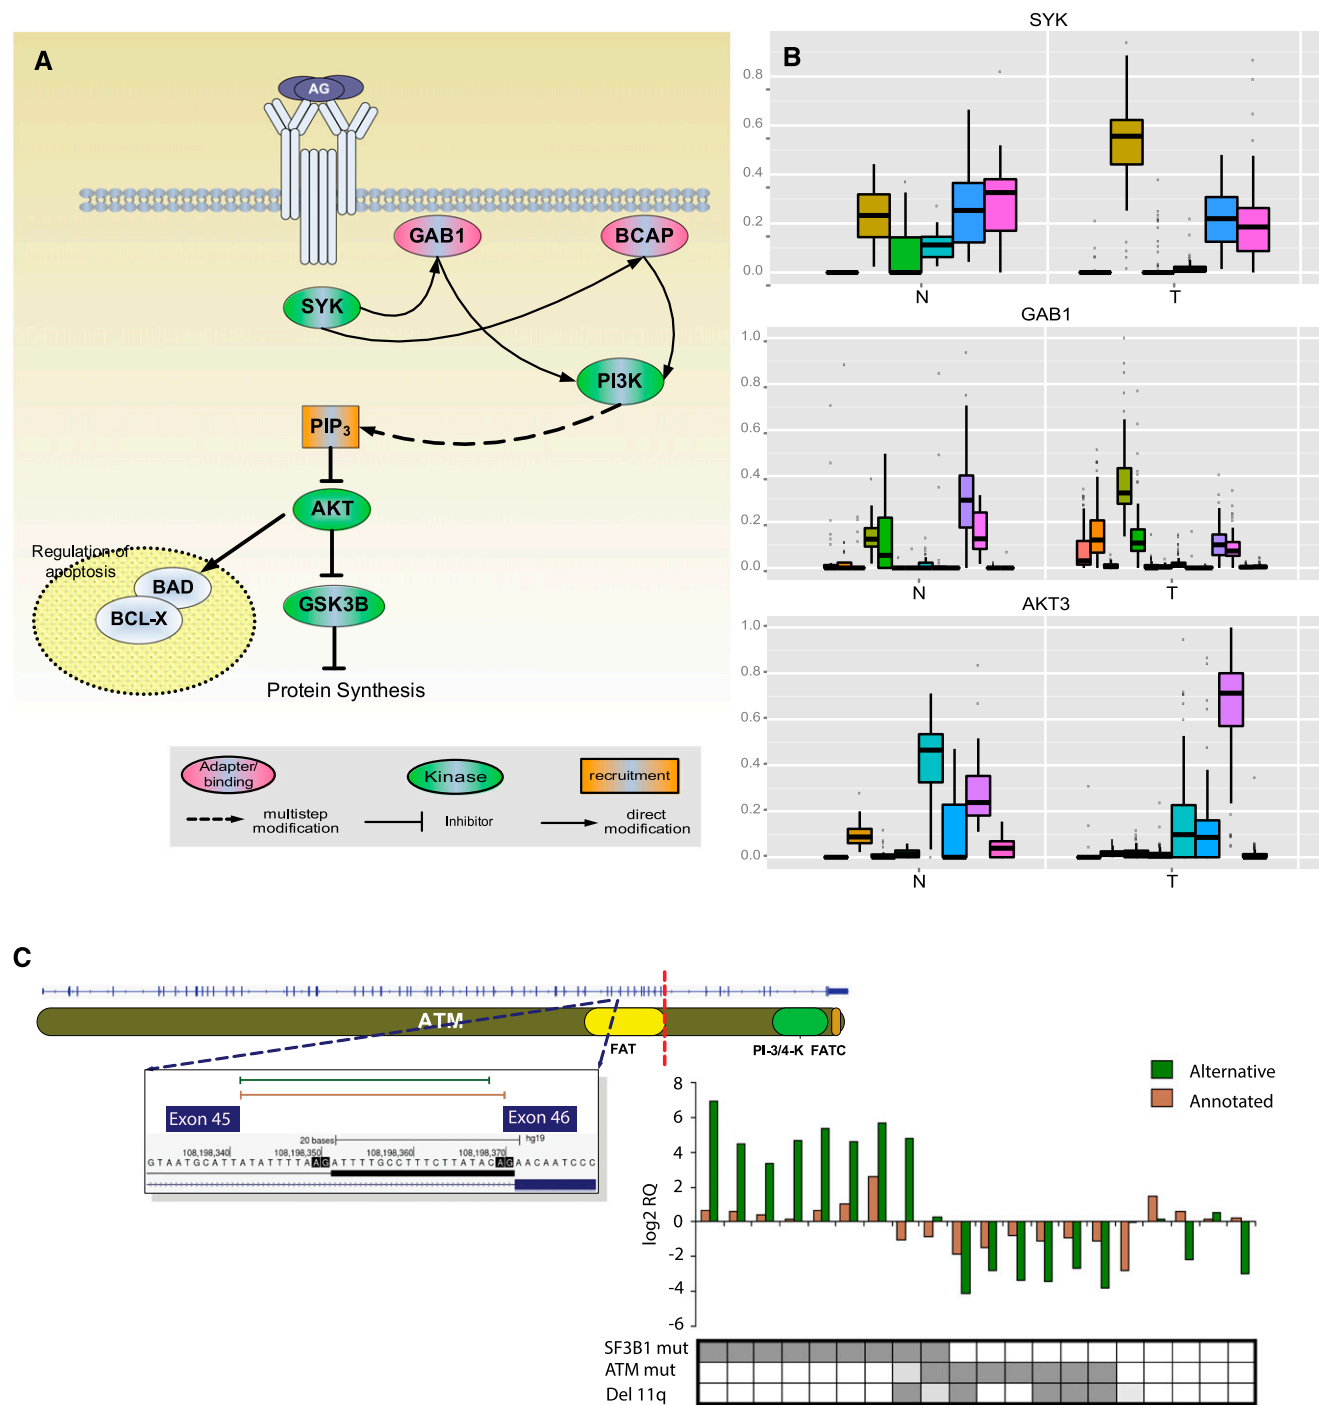 A
AG
GAB1
BCAP
SYK
PI3K
PIP3
AKT
Regulation of
apoptosis
BAD
BCL-X
GSK3B
Protein Synthesis
Adapter/
binding
Kinase
recruitment
multistep
modification
Inhibitor
direct
modification
B
SYK
0.8
0.6
0.4
0.2
0.0
N
T
GAB1
1.0
0.8
0.6
0.4
0.2
0.0
N
T
AKT3
1.0
0.8
0.6
0.4
0.2
0.0
N
T
C
ATM
FAT
PI-3/4-K
FATC
Exon 45
Exon 46
20 bases
hg19
108,198,340
108,198,350
108,198,360
108,198,370
GTAATGCATTATATTTTAAGATTTTGCCTTCTTATACAGAACAATCCC
Alternative
Annotated
8
6
4
2
0
-2
-4
-6
log2 RQ
SF3B1 mut
ATM mut
Del 11q